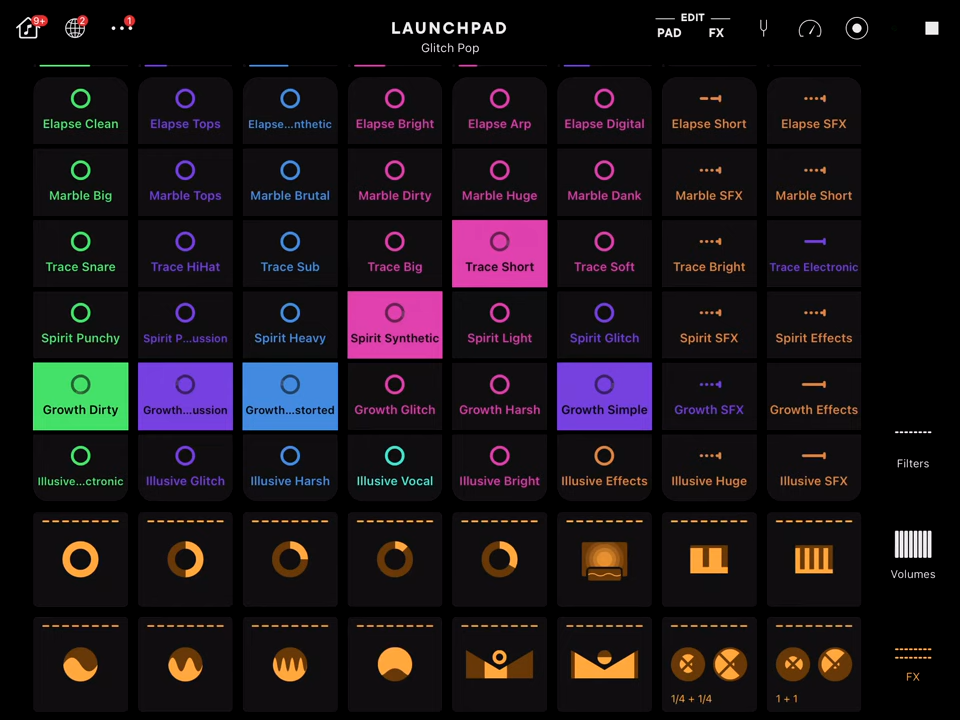 9+
2
1
LAUNCHPAD
Glitch Pop
EDIT
PAD FX
Elapse Clean Elapse Tops Elapse...nthetic Elapse Bright Elapse Arp Elapse Digital Elapse Short Elapse SFX
Marble Big Marble Tops Marble Brutal Marble Dirty Marble Huge Marble Dank Marble SFX Marble Short
Trace Snare Trace HiHat Trace Sub Trace Big Trace Short Trace Soft Trace Bright Trace Electronic
Spirit Punchy Spirit P...ussion Spirit Heavy Spirit Synthetic Spirit Light Spirit Glitch Spirit SFX Spirit Effects
Growth Dirty Growth...ussion Growth...storted Growth Glitch Growth Harsh Growth Simple Growth SFX Growth Effects
Illusive...ctronic Illusive Glitch Illusive Harsh Illusive Vocal Illusive Bright Illusive Effects Illusive Huge Illusive SFX
Filters
Volumes
FX
1/4 + 1/4 1 + 1